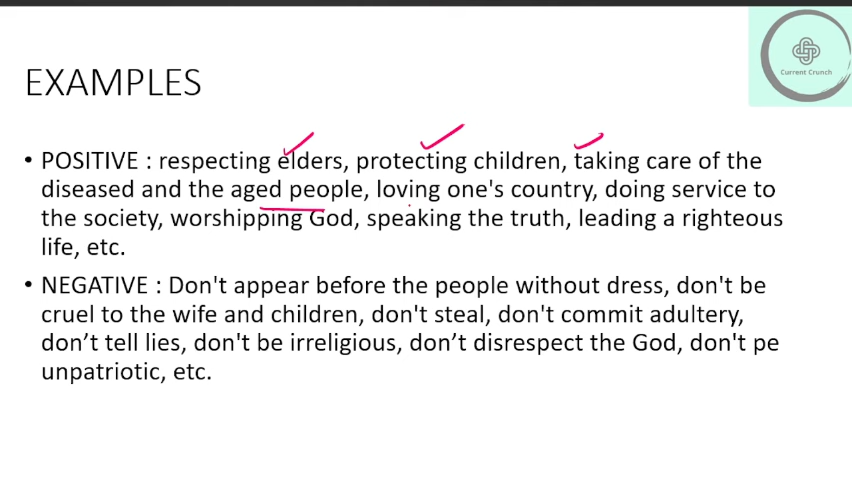 Current Crunch
EXAMPLES
• POSITIVE : respecting elders, protecting children, taking care of the
diseased and the aged people, loving one's country, doing service to
the society, worshipping God, speaking the truth, leading a righteous
life, etc.
• NEGATIVE : Don't appear before the people without dress, don't be
cruel to the wife and children, don't steal, don't commit adultery,
don’t tell lies, don't be irreligious, don’t disrespect the God, don't pe
unpatriotic, etc.